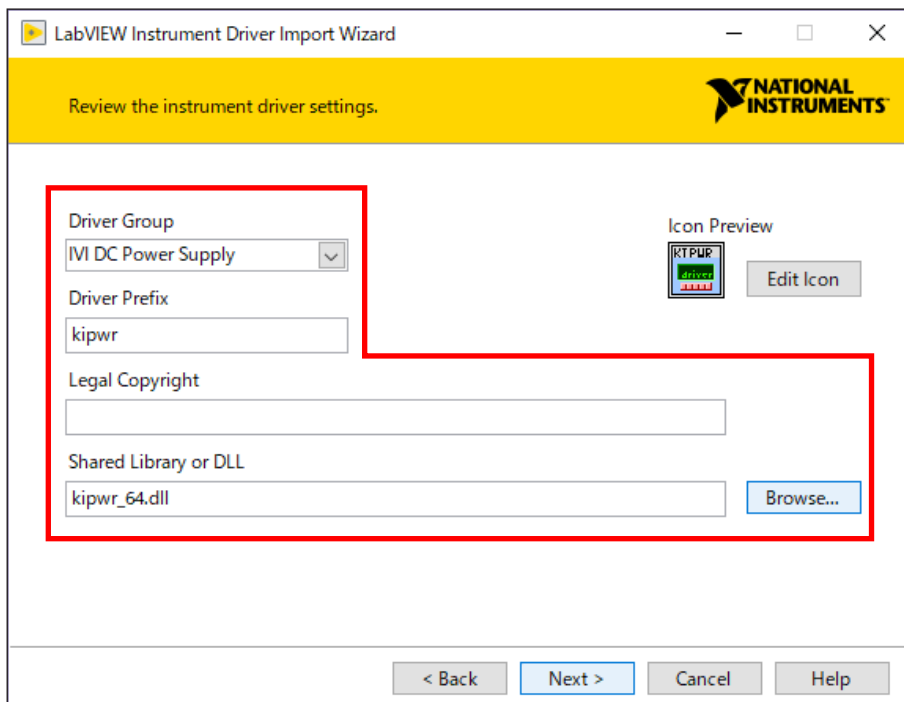 LabVIEW Instrument Driver Import Wizard
Review the instrument driver settings.
NATIONAL
INSTRUMENTS
Driver Group
IVI DC Power Supply
Driver Prefix
kipwr
Icon Preview
KIPWR
driver
Edit Icon
Legal Copyright
Shared Library or DLL
kipwr_64.dll
Browse...
< Back
Next >
Cancel
Help